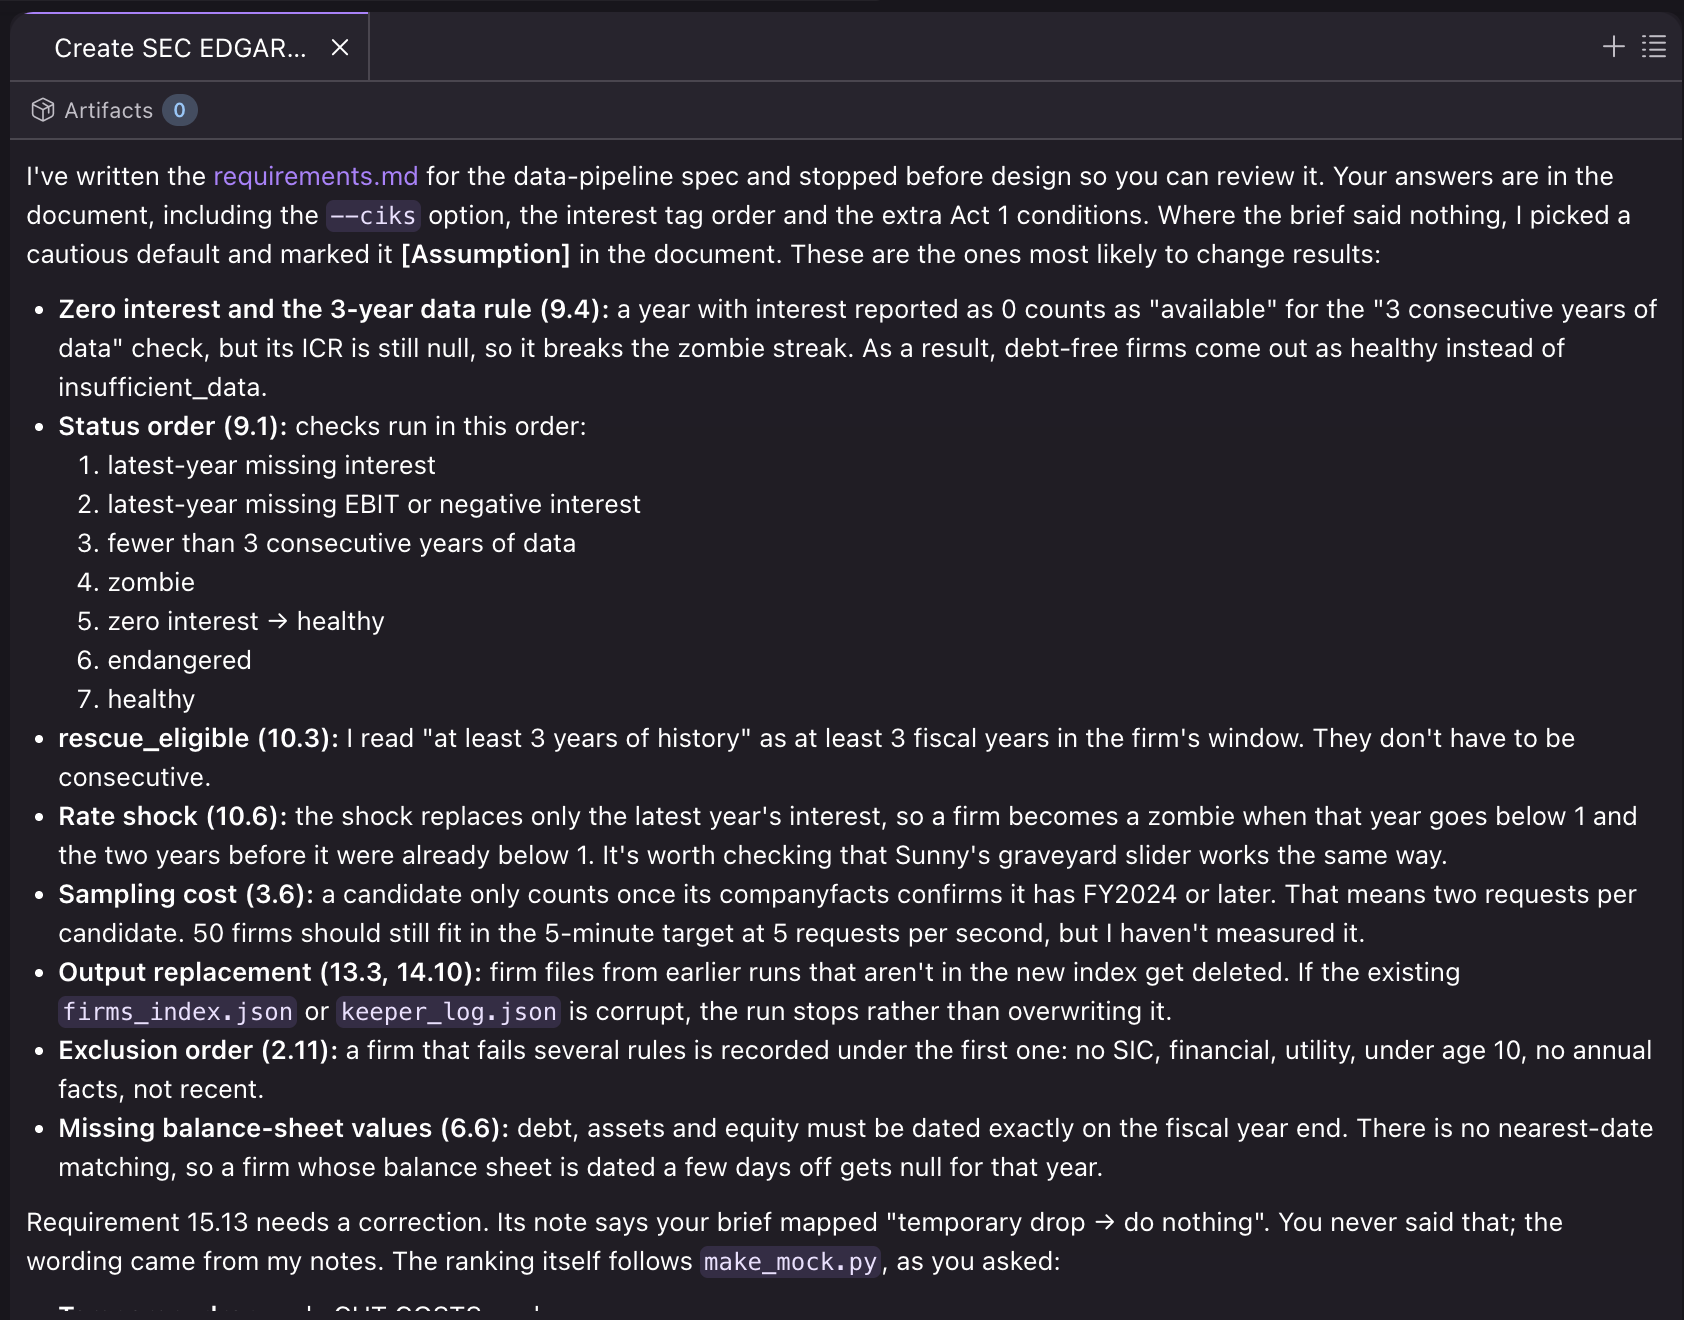 Create SEC EDGAR...
Artifacts 0
I've written the requirements.md for the data-pipeline spec and stopped before design so you can review it. Your answers are in the
document, including the --ciks option, the interest tag order and the extra Act 1 conditions. Where the brief said nothing, I picked a
cautious default and marked it [Assumption] in the document. These are the ones most likely to change results:
• Zero interest and the 3-year data rule (9.4): a year with interest reported as 0 counts as "available" for the "3 consecutive years of
data" check, but its ICR is still null, so it breaks the zombie streak. As a result, debt-free firms come out as healthy instead of
insufficient_data.
• Status order (9.1): checks run in this order:
1. latest-year missing interest
2. latest-year missing EBIT or negative interest
3. fewer than 3 consecutive years of data
4. zombie
5. zero interest → healthy
6. endangered
7. healthy
• rescue_eligible (10.3): I read "at least 3 years of history" as at least 3 fiscal years in the firm's window. They don't have to be
consecutive.
• Rate shock (10.6): the shock replaces only the latest year's interest, so a firm becomes a zombie when that year goes below 1 and
the two years before it were already below 1. It's worth checking that Sunny's graveyard slider works the same way.
• Sampling cost (3.6): a candidate only counts once its companyfacts confirms it has FY2024 or later. That means two requests per
candidate. 50 firms should still fit in the 5-minute target at 5 requests per second, but I haven't measured it.
• Output replacement (13.3, 14.10): firm files from earlier runs that aren't in the new index get deleted. If the existing
firms_index.json or keeper_log.json is corrupt, the run stops rather than overwriting it.
• Exclusion order (2.11): a firm that fails several rules is recorded under the first one: no SIC, financial, utility, under age 10, no annual
facts, not recent.
• Missing balance-sheet values (6.6): debt, assets and equity must be dated exactly on the fiscal year end. There is no nearest-date
matching, so a firm whose balance sheet is dated a few days off gets null for that year.
Requirement 15.13 needs a correction. Its note says your brief mapped "temporary drop → do nothing". You never said that; the
wording came from my notes. The ranking itself follows make_mock.py, as you asked: